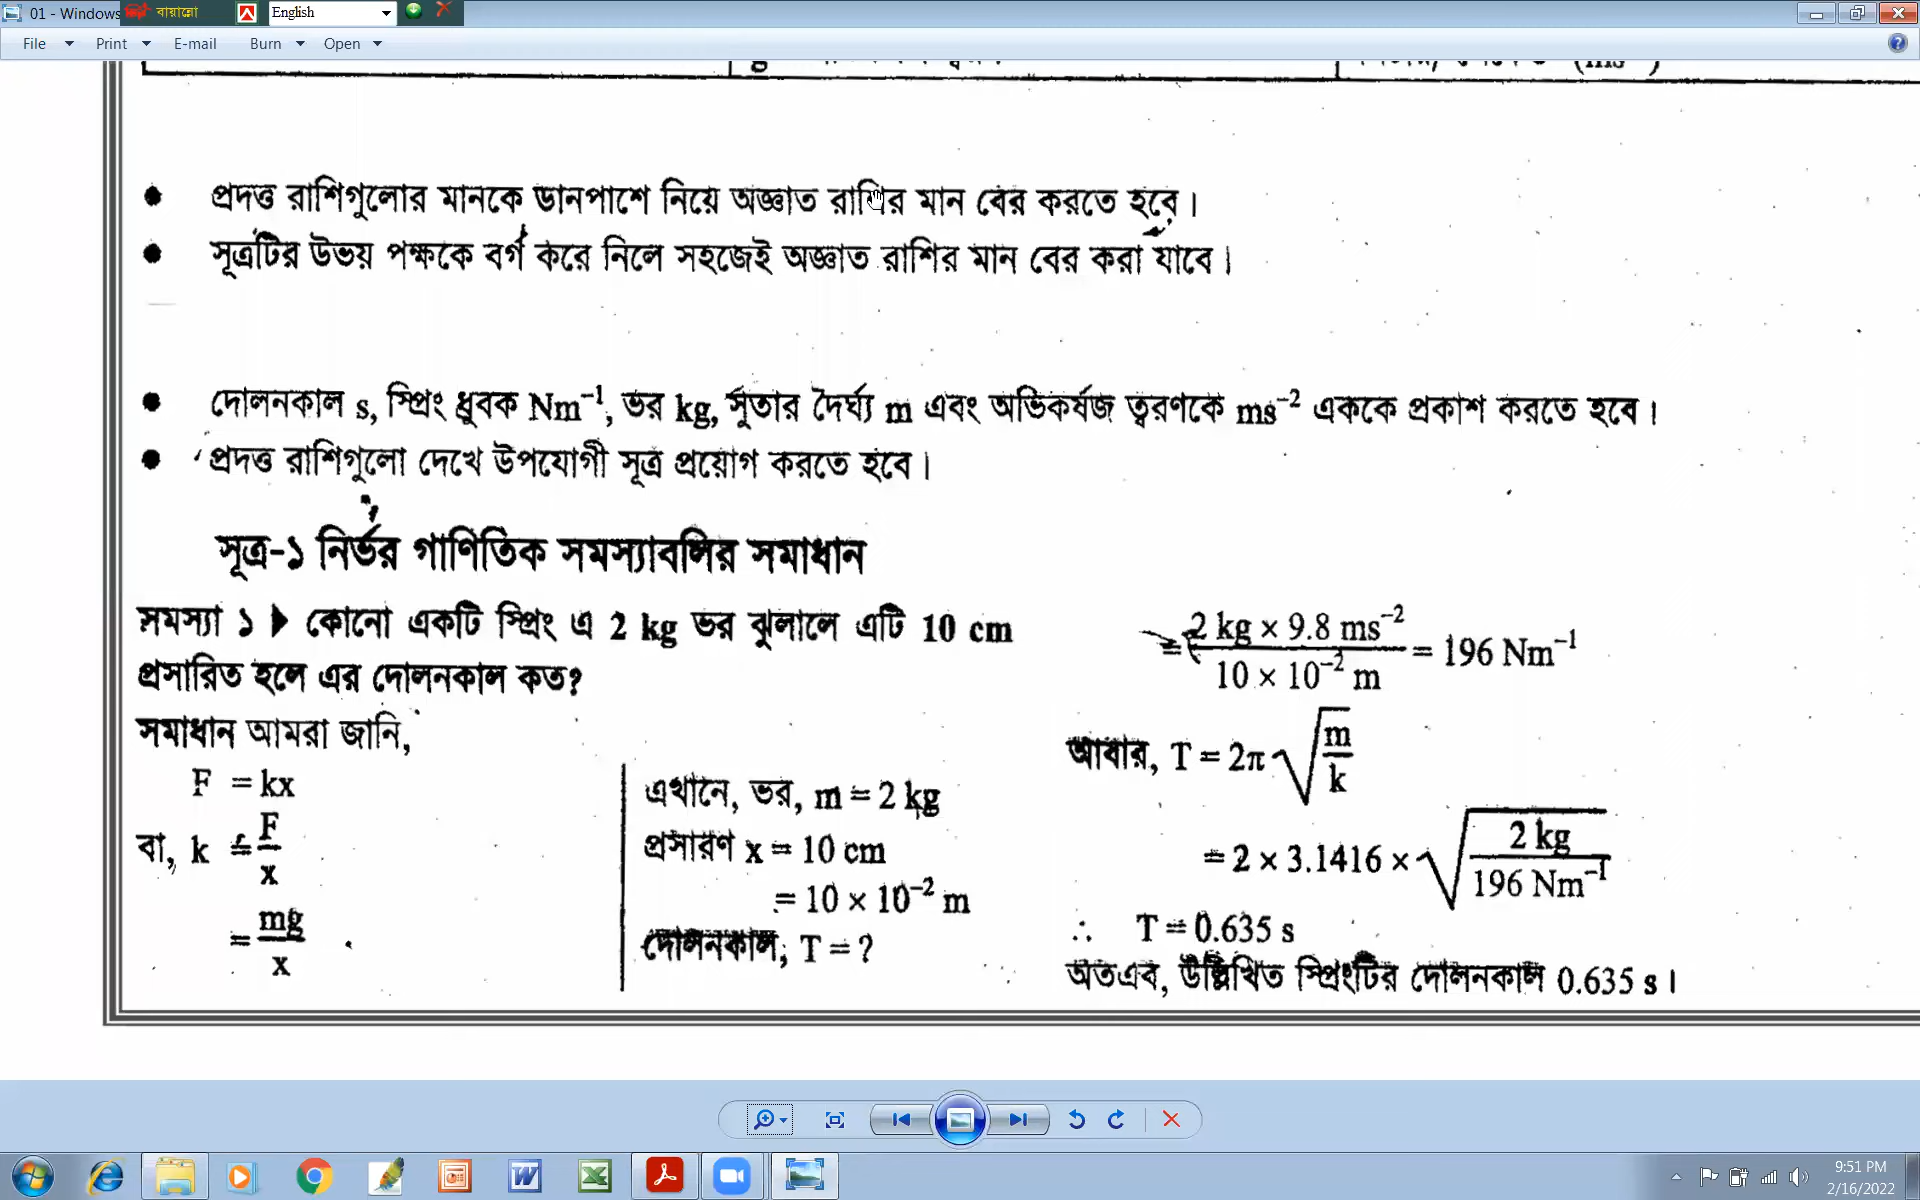 01 - Windows
বায়ান্নো
English
File Print E-mail Burn Open
প্রদত্ত রাশিগুলোর মানকে ডানপাশে নিয়ে অজ্ঞাত রাশির মান বের করতে হবে।
সূত্রটির উভয় পক্ষকে বর্গ করে নিলে সহজেই অজ্ঞাত রাশির মান বের করা যাবে।
দোলনকাল s, স্প্রিং ধ্রুবক Nm⁻¹, ভর kg, সুতার দৈর্ঘ্য m এবং অভিকর্ষজ ত্বরণকে ms⁻² এককে প্রকাশ করতে হবে।
প্রদত্ত রাশিগুলো দেখে উপযোগী সূত্র প্রয়োগ করতে হবে।
সূত্র-১ নির্ভর গাণিতিক সমস্যাবলির সমাধান
সমস্যা ১ ▶ কোনো একটি স্প্রিং এ 2 kg ভর ঝুলালে এটি 10 cm
প্রসারিত হলে এর দোলনকাল কত?
সমাধান আমরা জানি,
F = kx
বা, k = F/x
= mg/x
এখানে, ভর, m = 2 kg
প্রসারণ x = 10 cm
= 10 × 10⁻² m
দোলনকাল, T = ?
= (2 kg × 9.8 ms⁻²)/(10 × 10⁻² m) = 196 Nm⁻¹
আবার, T = 2π √(m/k)
= 2 × 3.1416 × √(2 kg/196 Nm⁻¹)
∴ T = 0.635 s
অতএব, উল্লিখিত স্প্রিংটির দোলনকাল 0.635 s।
9:51 PM
2/16/2022